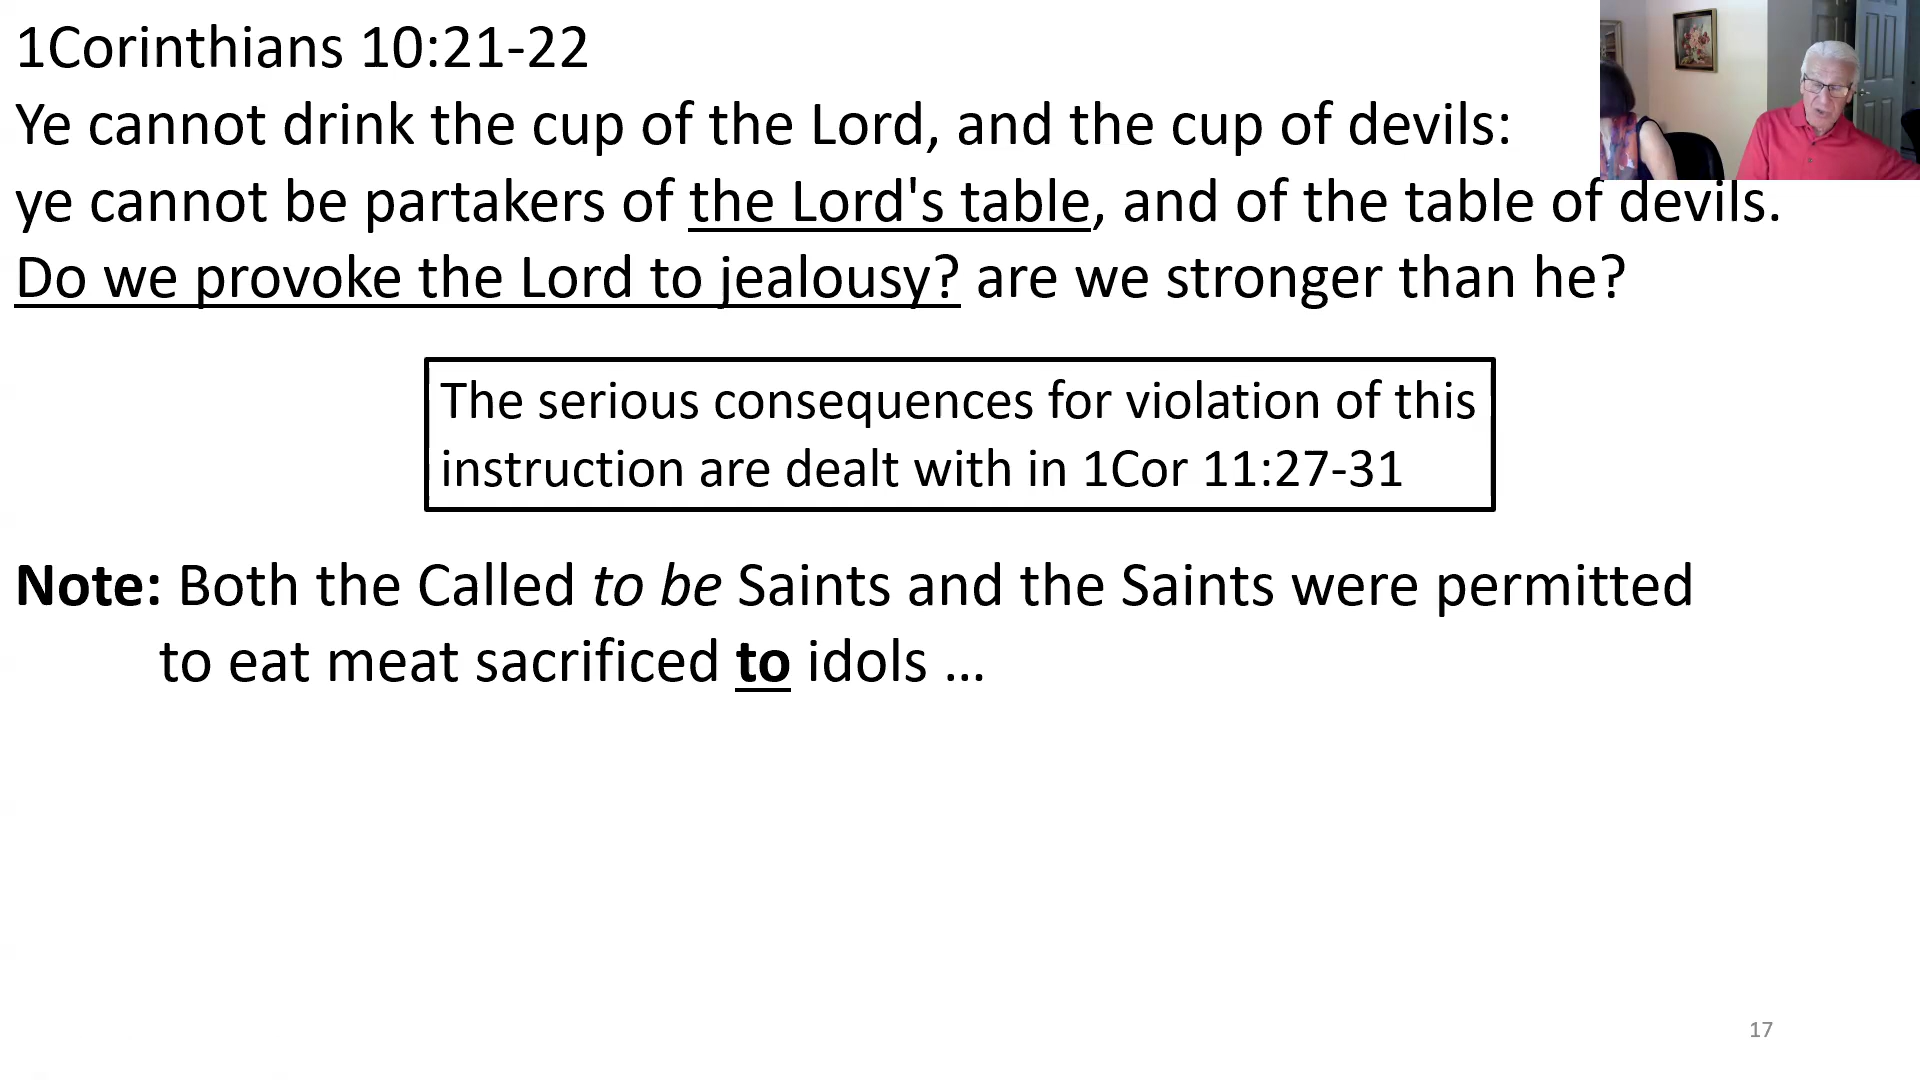 1Corinthians 10:21-22
Ye cannot drink the cup of the Lord, and the cup of devils:
ye cannot be partakers of the Lord's table, and of the table of devils.
Do we provoke the Lord to jealousy? are we stronger than he?
The serious consequences for violation of this
instruction are dealt with in 1Cor 11:27-31
Note: Both the Called to be Saints and the Saints were permitted
to eat meat sacrificed to idols ...
17